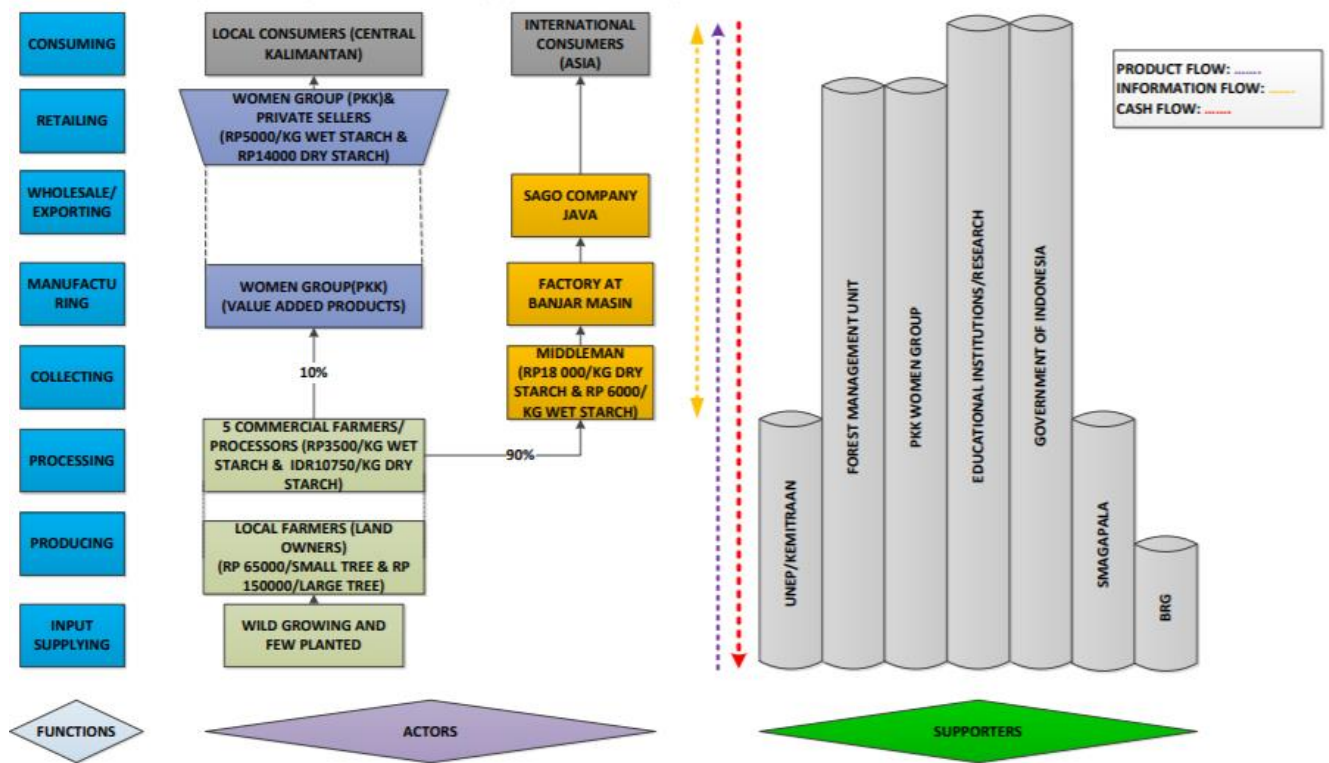 CONSUMING
RETAILING
WHOLESALE/
EXPORTING
MANUFACTU
RING
COLLECTING
PROCESSING
PRODUCING
INPUT
SUPPLYING
FUNCTIONS
LOCAL CONSUMERS (CENTRAL
KALIMANTAN)
WOMEN GROUP (PKK)&
PRIVATE SELLERS
(RP5000/KG WET STARCH &
RP14000 DRY STARCH)
WOMEN GROUP(PKK)
(VALUE ADDED PRODUCTS)
10%
5 COMMERCIAL FARMERS/
PROCESSORS (RP3500/KG WET
STARCH & IDR10750/KG DRY
STARCH)
90%
LOCAL FARMERS (LAND
OWNERS)
(RP 65000/SMALL TREE & RP
150000/LARGE TREE)
WILD GROWING AND
FEW PLANTED
INTERNATIONAL
CONSUMERS
(ASIA)
SAGO COMPANY
JAVA
FACTORY AT
BANJAR MASIN
MIDDLEMAN
(RP18 000/KG DRY
STARCH & RP 6000/
KG WET STARCH)
ACTORS
UNEP/KEMITRAAN
FOREST MANAGEMENT UNIT
PKK WOMEN GROUP
EDUCATIONAL INSTITUTIONS/RESEARCH
GOVERNMENT OF INDONESIA
SMAGAPALA
BRG
SUPPORTERS
PRODUCT FLOW: .......
INFORMATION FLOW: .......
CASH FLOW: .......